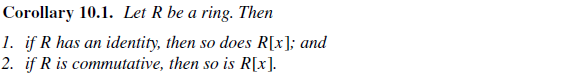 Corollary 10.1. Let R be a ring. Then
1. if R has an identity, then so does R[x]; and
2. if R is commutative, then so is R[x].